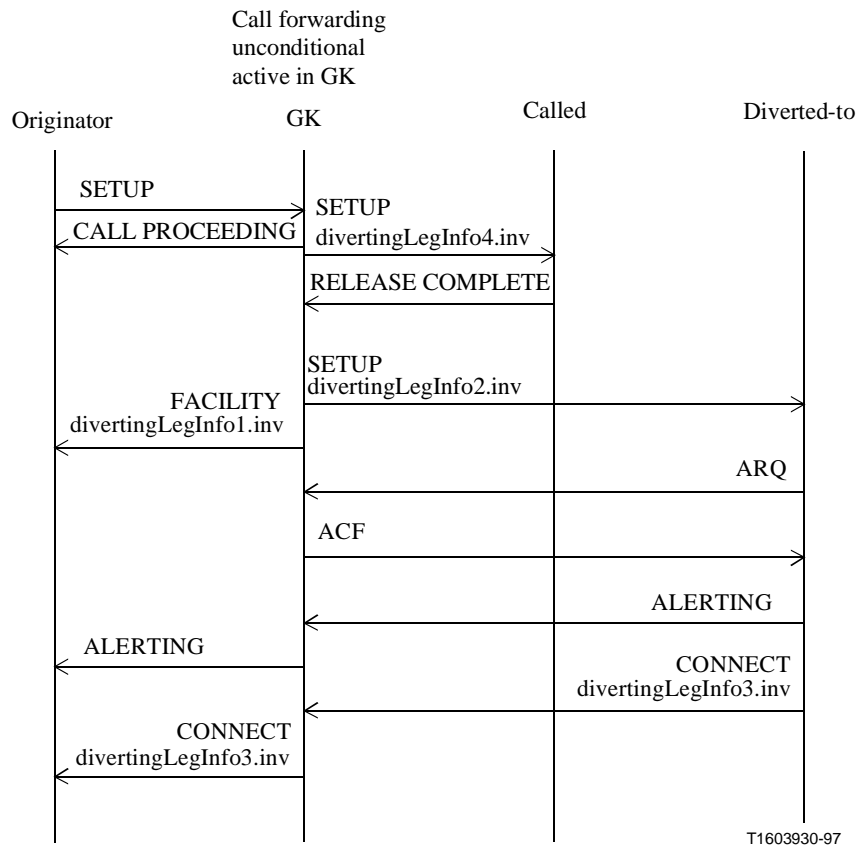 Call forwarding
unconditional
active in GK
Originator
GK
Called
Diverted-to
SETUP
SETUP
CALL PROCEEDING
divertingLegInfo4.inv
RELEASE COMPLETE
SETUP
divertingLegInfo2.inv
FACILITY
divertingLegInfo1.inv
ARQ
ACF
ALERTING
ALERTING
CONNECT
divertingLegInfo3.inv
CONNECT
divertingLegInfo3.inv
T1603930-97